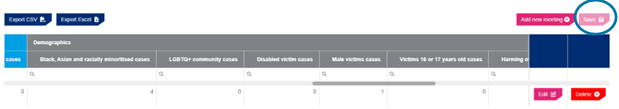 Export CSV Export Excel Add new meeting Save
Demographics
cases Black, Asian and racially minoritised cases LGBTQ+ community cases Disabled victim cases Male victims cases Victims 16 or 17 years old cases Harming o
6 4 0 0 1 0 Edit Delete